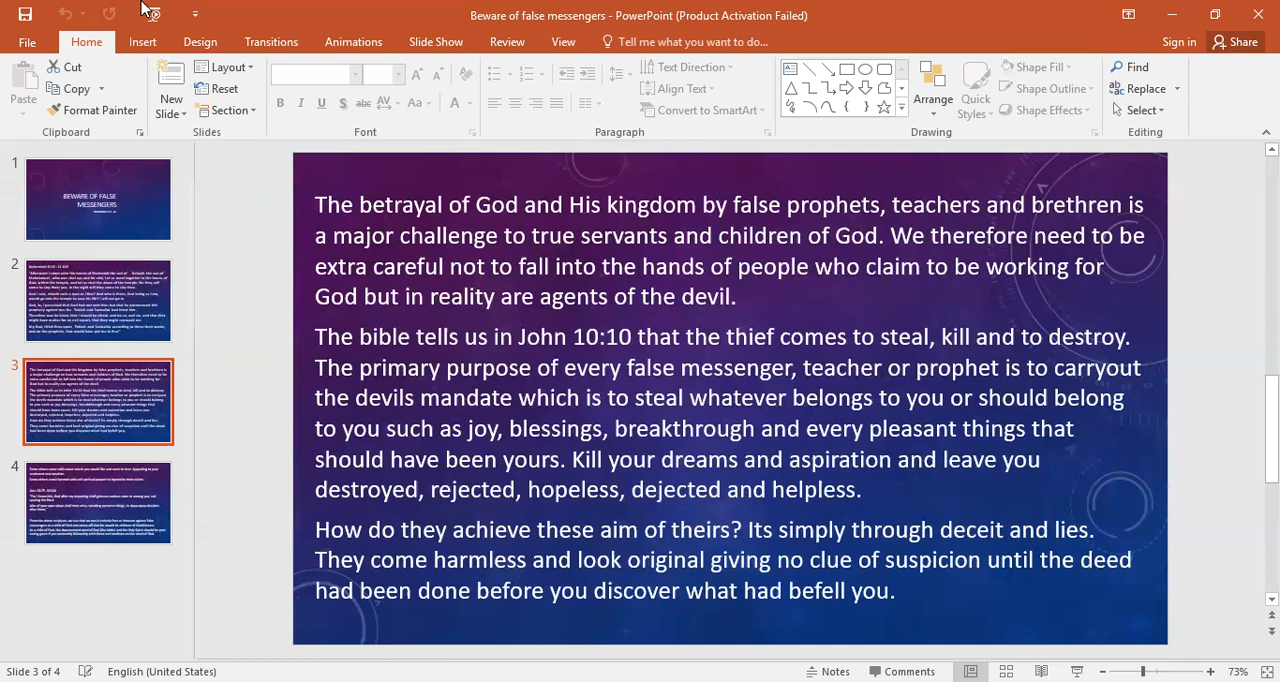 Beware of false messengers - PowerPoint (Product Activation Failed)
File Home Insert Design Transitions Animations Slide Show Review View Tell me what you want to do... Sign in Share
Paste Cut Copy Format Painter Clipboard
New Slide Layout Reset Section Slides
B I U S abc AV Aa A Font
Text Direction Align Text Convert to SmartArt Paragraph
Arrange Quick Styles Shape Fill Shape Outline Shape Effects Drawing
Find Replace Select Editing
1
BEWARE OF FALSE
MESSENGERS
2
3
4
The betrayal of God and His kingdom by false prophets, teachers and brethren is
a major challenge to true servants and children of God. We therefore need to be
extra careful not to fall into the hands of people who claim to be working for
God but in reality are agents of the devil.
The bible tells us in John 10:10 that the thief comes to steal, kill and to destroy.
The primary purpose of every false messenger, teacher or prophet is to carryout
the devils mandate which is to steal whatever belongs to you or should belong
to you such as joy, blessings, breakthrough and every pleasant things that
should have been yours. Kill your dreams and aspiration and leave you
destroyed, rejected, hopeless, dejected and helpless.
How do they achieve these aim of theirs? Its simply through deceit and lies.
They come harmless and look original giving no clue of suspicion until the deed
had been done before you discover what had befell you.
Slide 3 of 4 English (United States) Notes Comments 73%